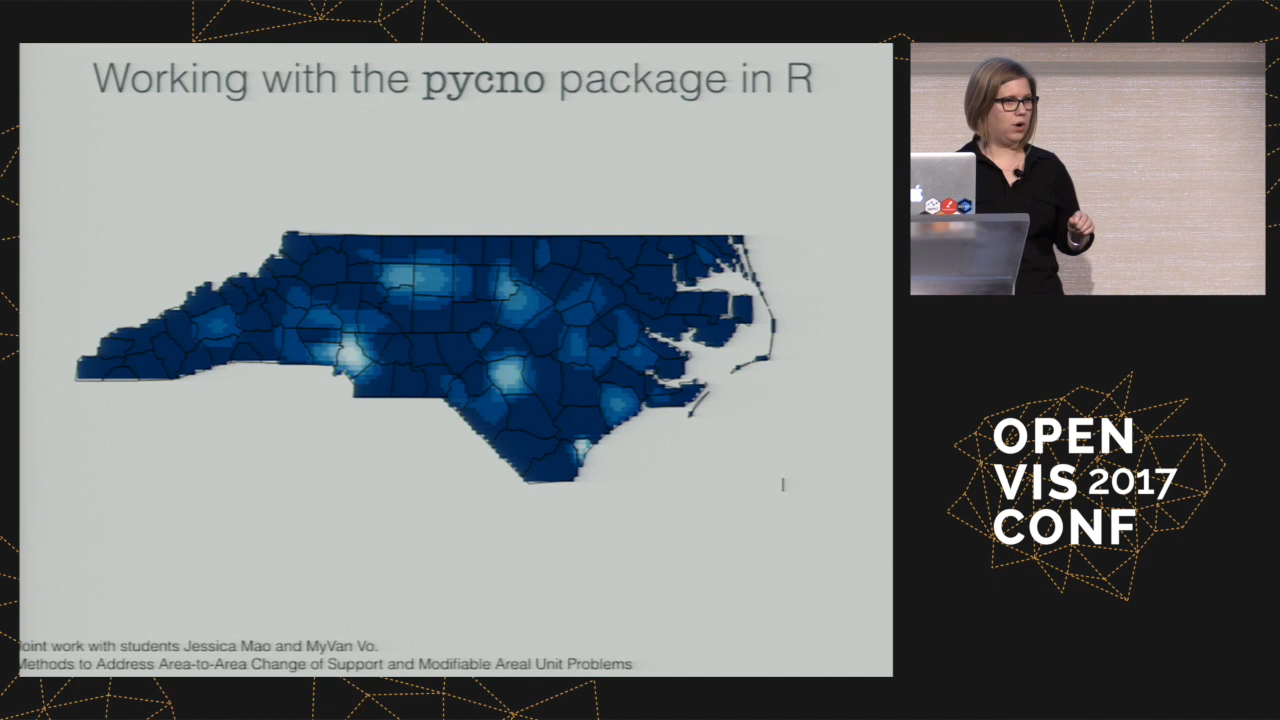 Working with the pycno package in R
Joint work with students Jessica Mao and MyVan Vo.
Methods to Address Area-to-Area Change of Support and Modifiable Areal Unit Problems
OPEN
VIS 2017
CONF